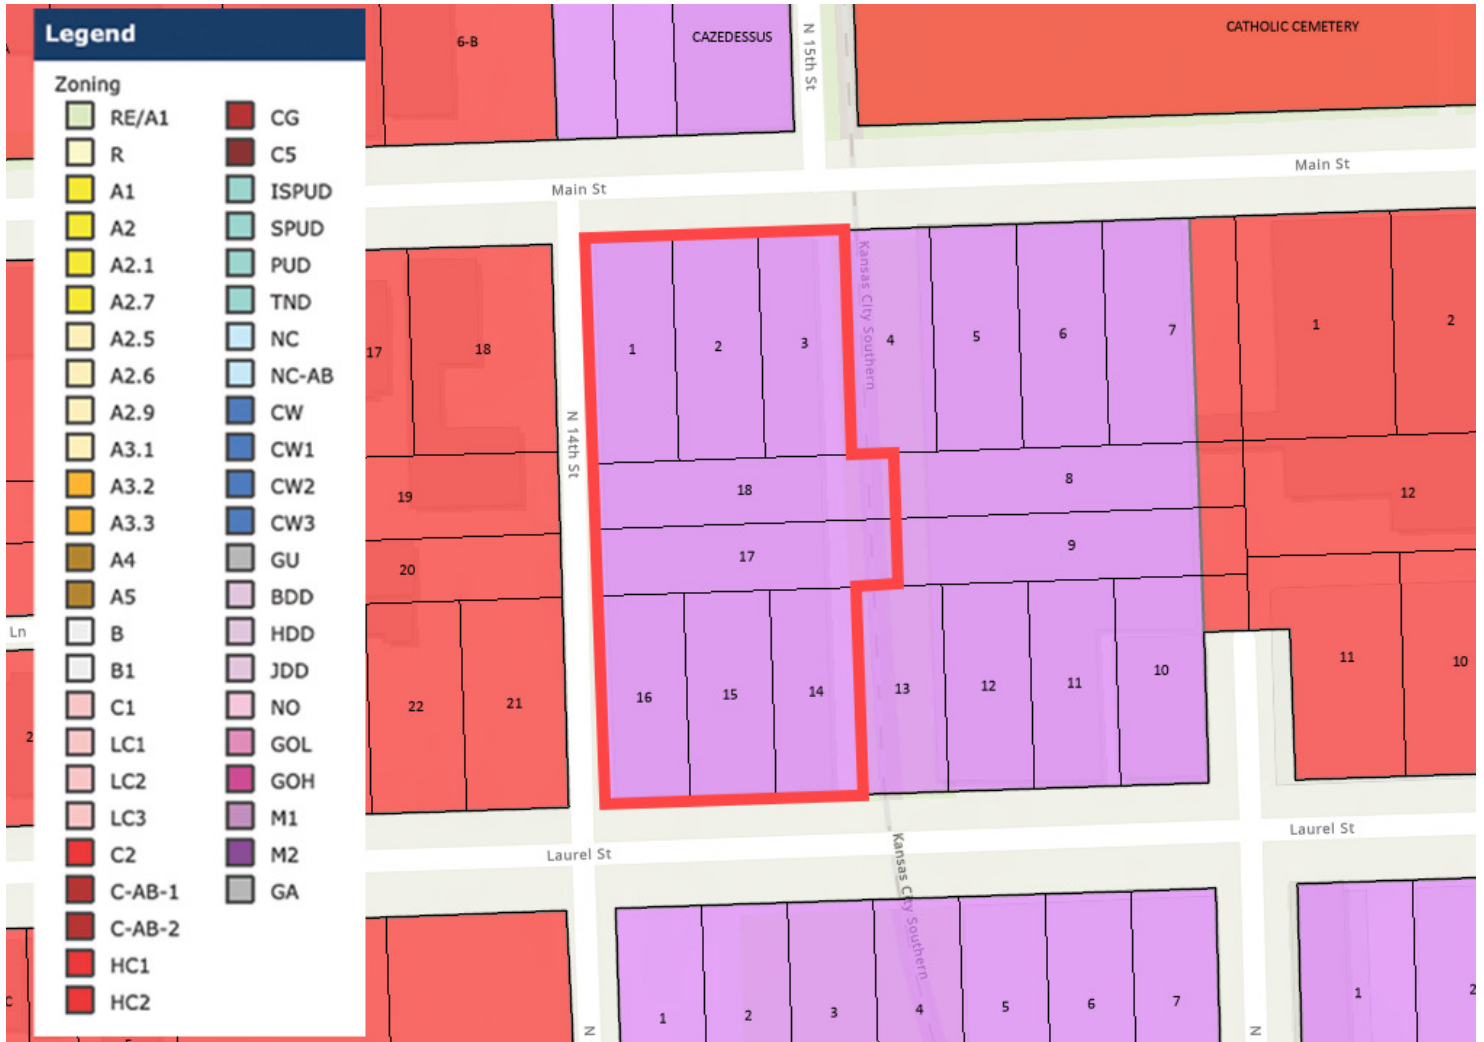 Legend
Zoning
RE/A1
R
A1
A2
A2.1
A2.7
A2.5
A2.6
A2.9
A3.1
A3.2
A3.3
A4
A5
B
B1
C1
LC1
LC2
LC3
C2
C-AB-1
C-AB-2
HC1
HC2
CG
C5
ISPUD
SPUD
PUD
TND
NC
NC-AB
CW
CW1
CW2
CW3
GU
BDD
HDD
JDD
NO
GOL
GOH
M1
M2
GA
6-B
CAZEDESSUS
N 15th St
CATHOLIC CEMETERY
Main St
Main St
17
18
19
20
22
21
Ln
2
N 14th St
1
2
3
4
5
6
7
Kansas City Southern
18
8
17
9
16
15
14
13
12
11
10
1
2
12
11
10
Laurel St
Laurel St
Kansas City Southern
N
1
2
3
4
5
6
7
N
1
2
C